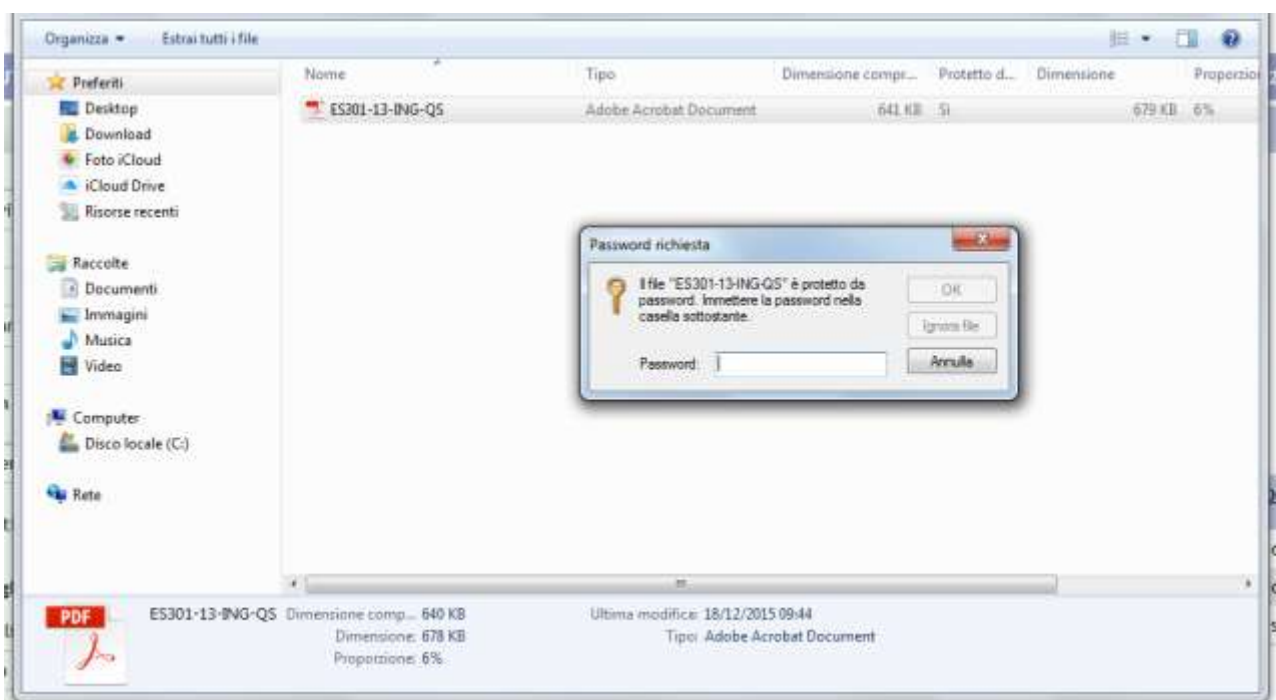 Organizza Estrai tutti i file
Nome Tipo Dimensione compr... Protetto d... Dimensione Proporzio
Preferiti
Desktop
Download
Foto iCloud
iCloud Drive
Risorse recenti
Raccolte
Documenti
Immagini
Musica
Video
Computer
Disco locale (C:)
Rete
ES301-13-ING-QS Adobe Acrobat Document 641 KB Sì 679 KB 6%
Password richiesta
Il file "ES301-13-ING-QS" è protetto da
password. Immettere la password nella
casella sottostante.
Password:
OK
Ignora file
Annulla
PDF
ES301-13-ING-QS Dimensione comp... 640 KB Ultima modifica: 18/12/2015 09:44
Dimensione: 678 KB Tipo: Adobe Acrobat Document
Proporzione: 6%